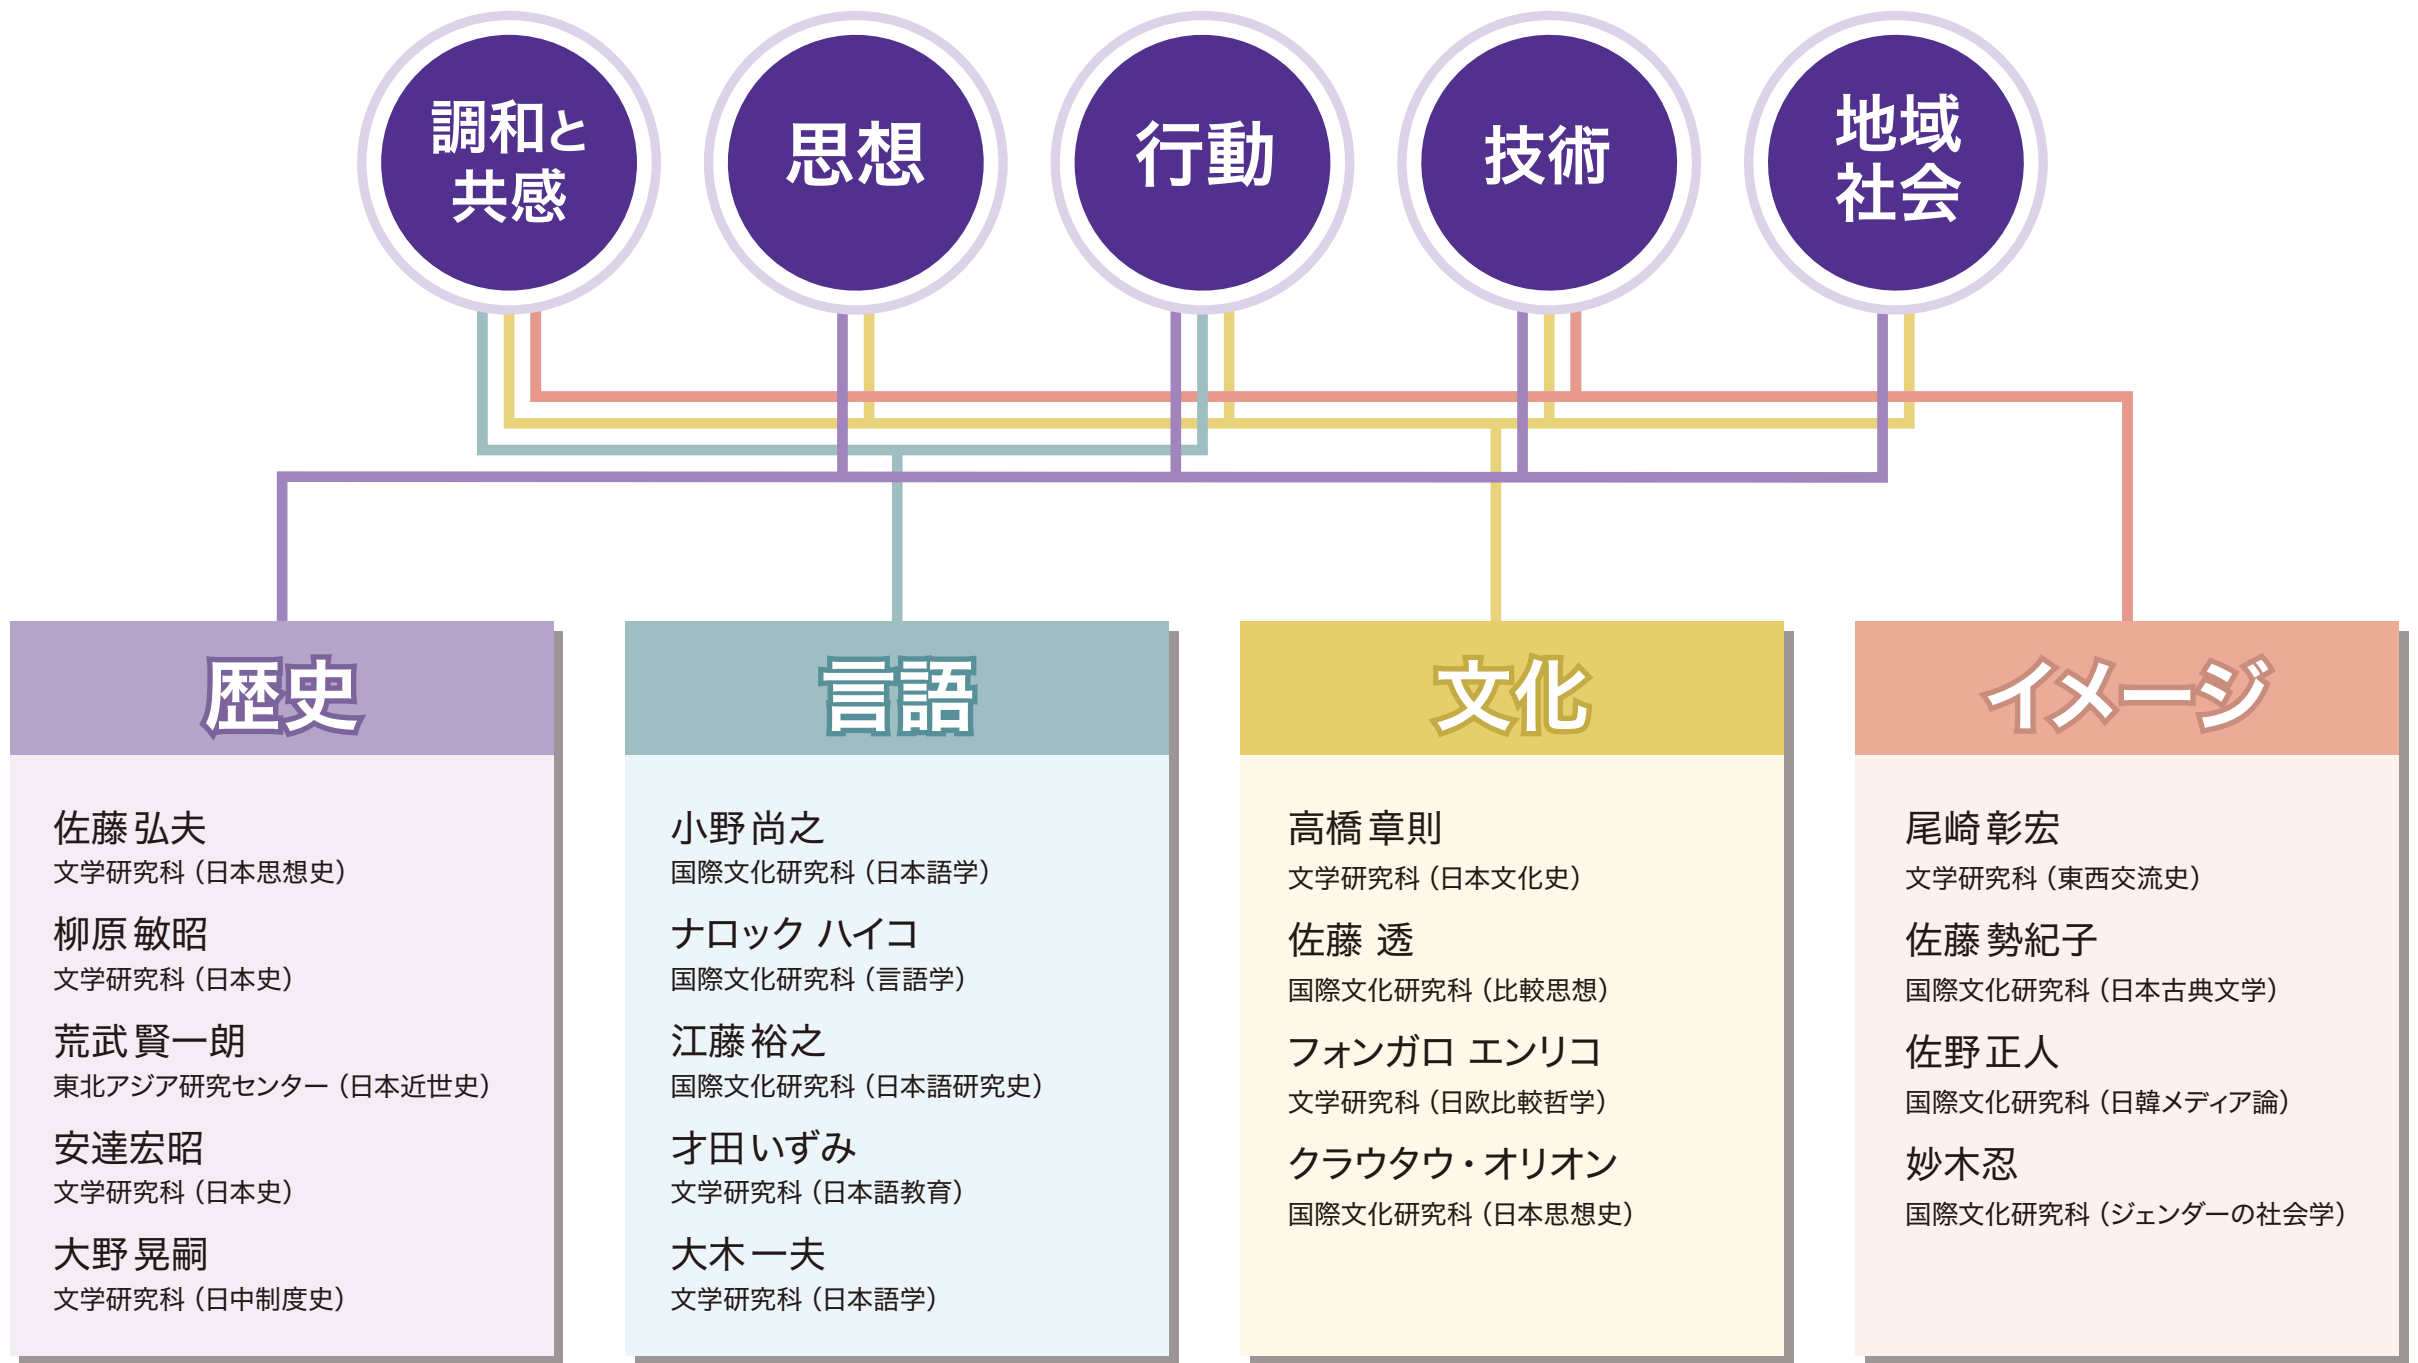 調和と
共感
思想
行動
技術
地域
社会
歴史
佐藤 弘夫
文学研究科（日本思想史）
柳原 敏昭
文学研究科（日本史）
荒武 賢一朗
東北アジア研究センター（日本近世史）
安達宏昭
文学研究科（日本史）
大野 晃嗣
文学研究科（日中制度史）
言語
小野 尚之
国際文化研究科（日本語学）
ナロック ハイコ
国際文化研究科（言語学）
江藤 裕之
国際文化研究科（日本語研究史）
才田 いずみ
文学研究科（日本語教育）
大木 一夫
文学研究科（日本語学）
文化
高橋 章則
文学研究科（日本文化史）
佐藤 透
国際文化研究科（比較思想）
フォンガロ エンリコ
文学研究科（日欧比較哲学）
クラウタウ・オリオン
国際文化研究科（日本思想史）
イメージ
尾崎 彰宏
文学研究科（東西交流史）
佐藤 勢紀子
国際文化研究科（日本古典文学）
佐野 正人
国際文化研究科（日韓メディア論）
妙木忍
国際文化研究科（ジェンダーの社会学）